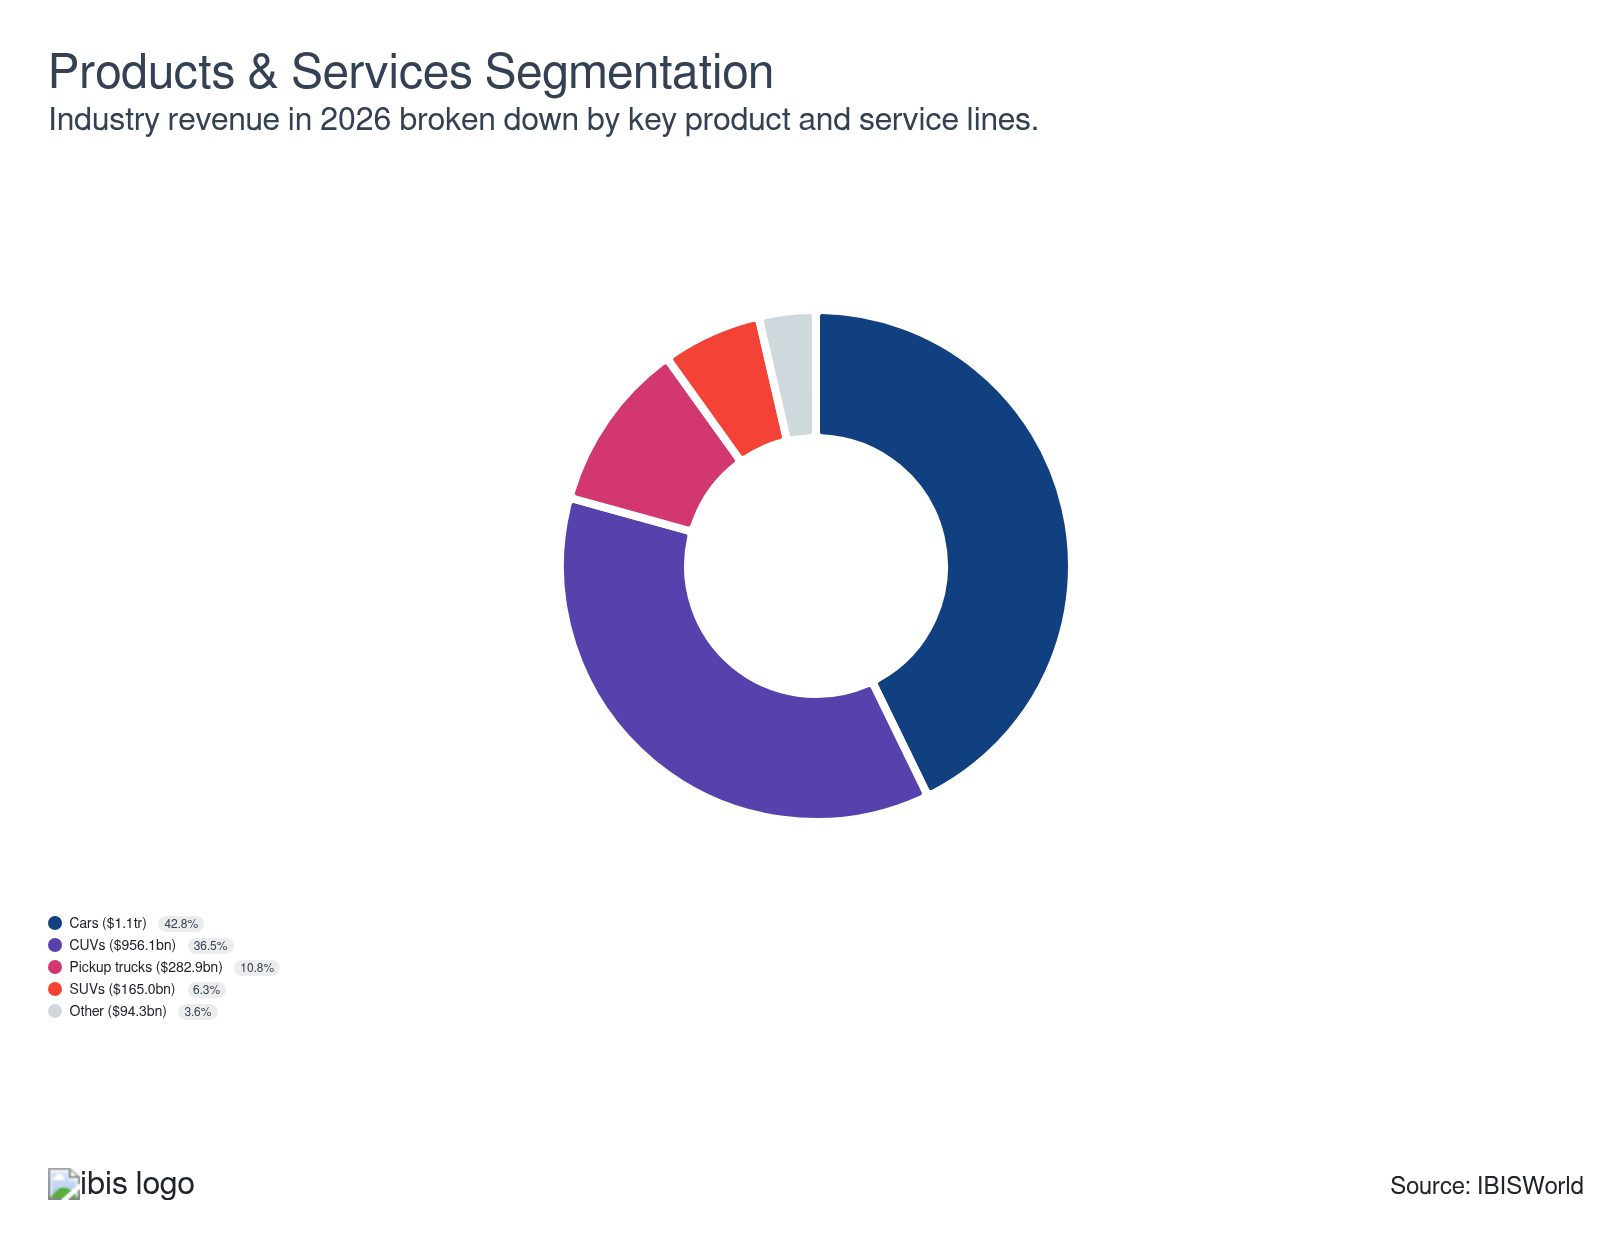 Products & Services Segmentation
Industry revenue in 2026 broken down by key product and service lines.
Cars ($1.1tr) 42.8%
CUVs ($956.1bn) 36.5%
Pickup trucks ($282.9bn) 10.8%
SUVs ($165.0bn) 6.3%
Other ($94.3bn) 3.6%
ibis logo
Source: IBISWorld